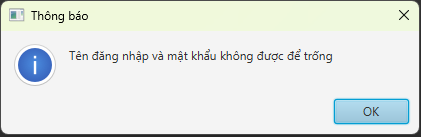 Thông báo
Tên đăng nhập và mật khẩu không được để trống
OK